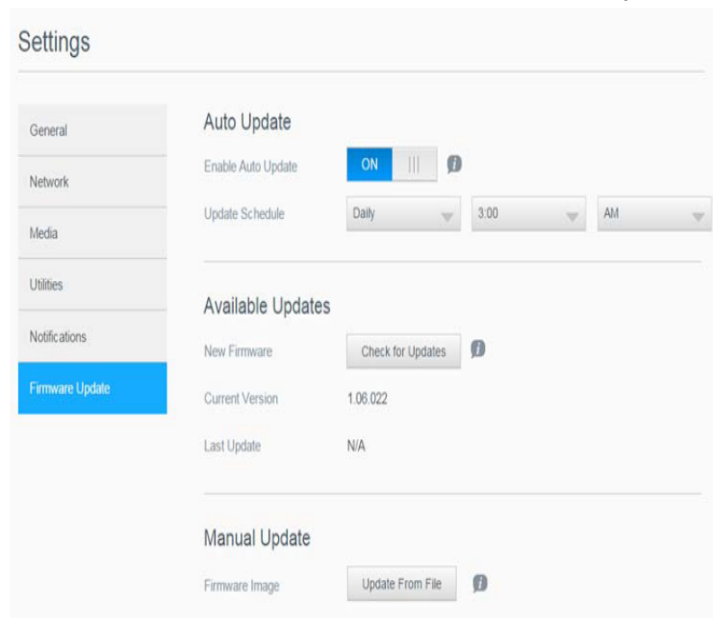 Settings
General
Network
Media
Utilities
Notifications
Firmware Update
Auto Update
Enable Auto Update ON
Update Schedule Daily 3:00 AM
Available Updates
New Firmware Check for Updates
Current Version 1.06.022
Last Update N/A
Manual Update
Firmware Image Update From File